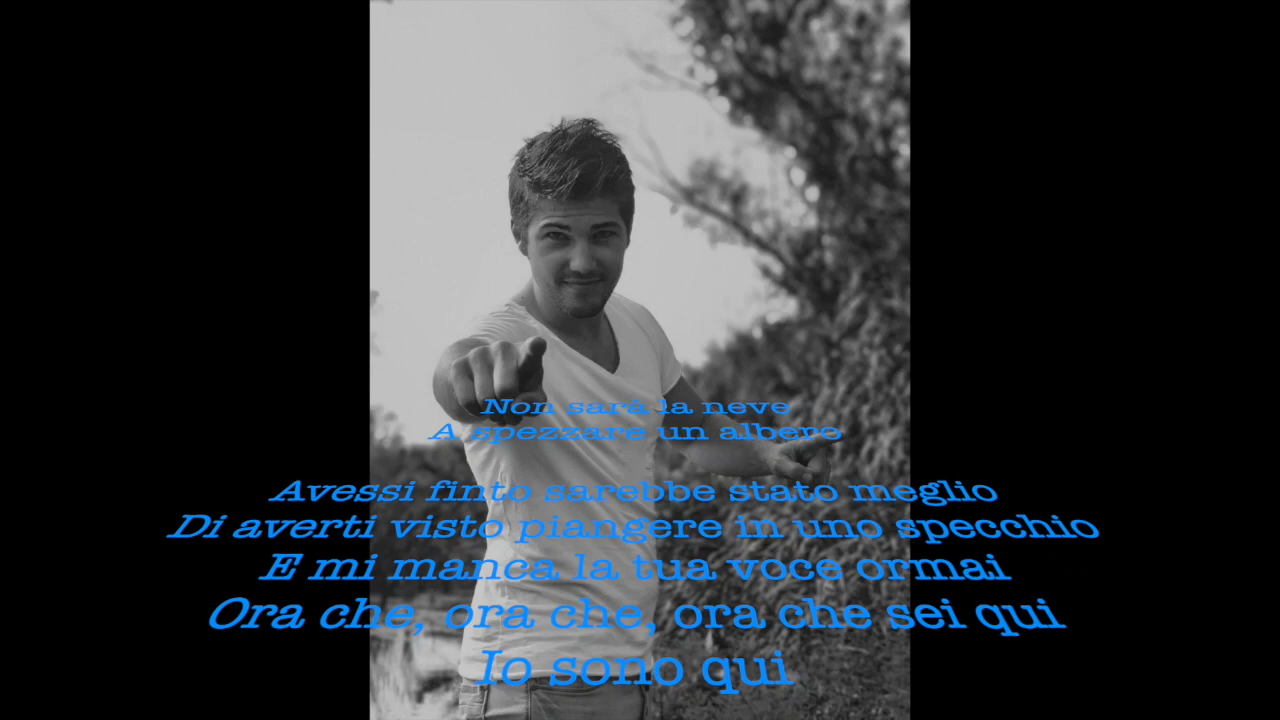 Non sarà la neve
A spezzare un albero
Avessi finto sarebbe stato meglio
Di averti visto piangere in uno specchio
E mi manca la tua voce ormai
Ora che, ora che, ora che sei qui
Io sono qui